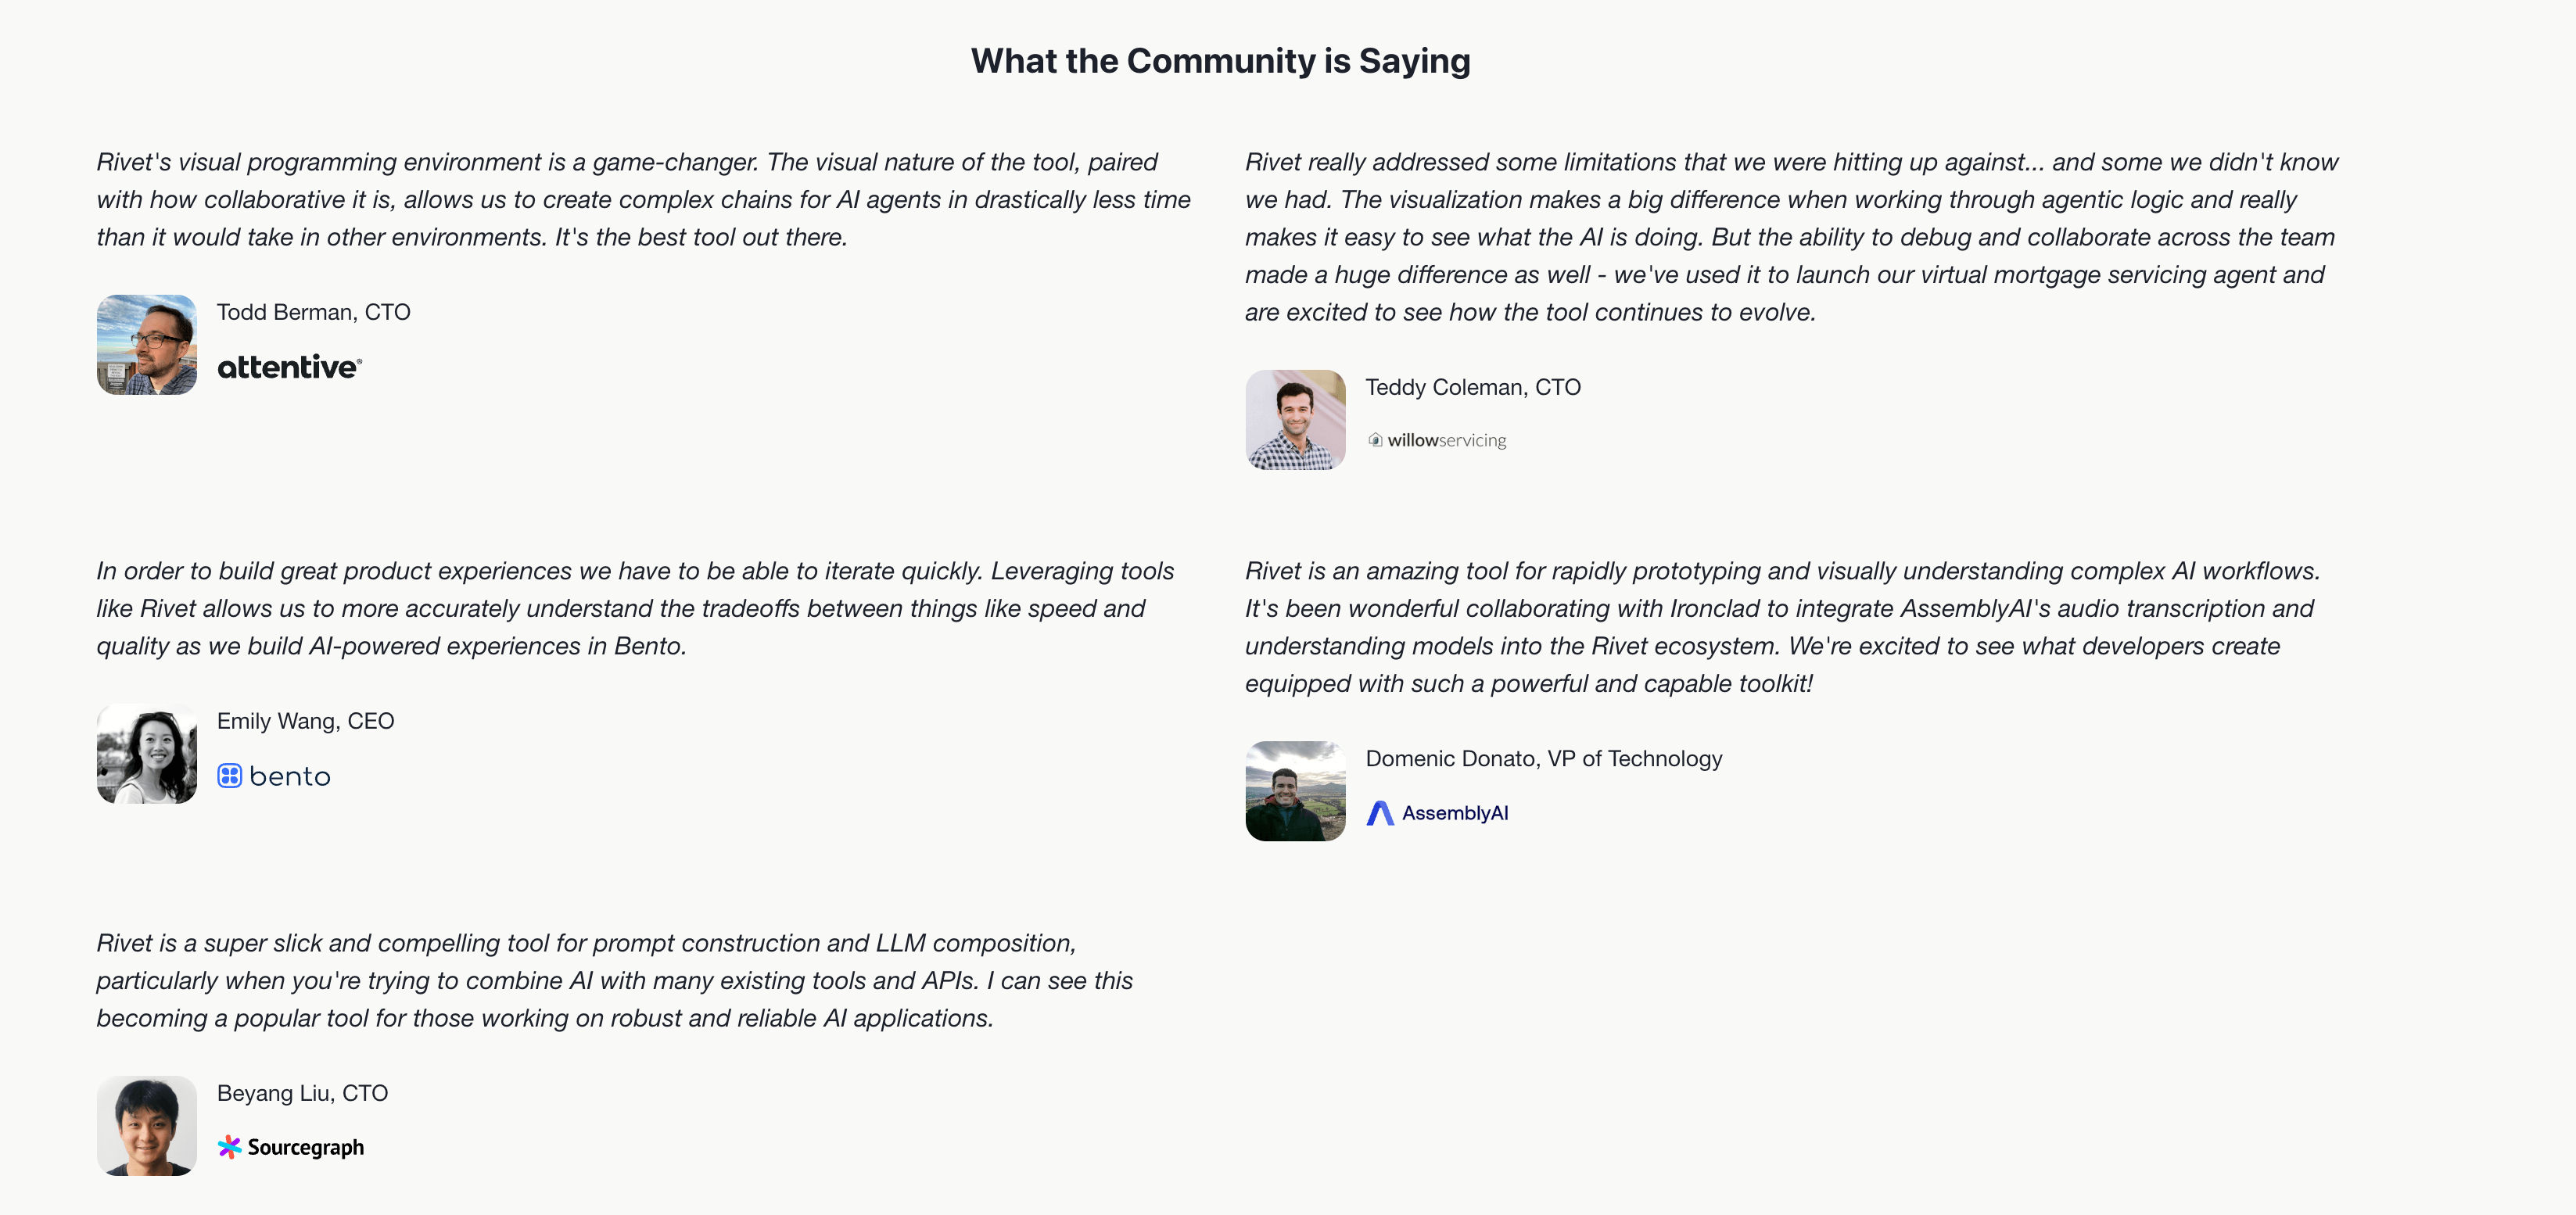 What the Community is Saying
Rivet's visual programming environment is a game-changer. The visual nature of the tool, paired
with how collaborative it is, allows us to create complex chains for AI agents in drastically less time
than it would take in other environments. It's the best tool out there.
Todd Berman, CTO
attentive®
Rivet really addressed some limitations that we were hitting up against... and some we didn't know
we had. The visualization makes a big difference when working through agentic logic and really
makes it easy to see what the AI is doing. But the ability to debug and collaborate across the team
made a huge difference as well - we've used it to launch our virtual mortgage servicing agent and
are excited to see how the tool continues to evolve.
Teddy Coleman, CTO
willowservicing
In order to build great product experiences we have to be able to iterate quickly. Leveraging tools
like Rivet allows us to more accurately understand the tradeoffs between things like speed and
quality as we build AI-powered experiences in Bento.
Emily Wang, CEO
bento
Rivet is an amazing tool for rapidly prototyping and visually understanding complex AI workflows.
It's been wonderful collaborating with Ironclad to integrate AssemblyAI's audio transcription and
understanding models into the Rivet ecosystem. We're excited to see what developers create
equipped with such a powerful and capable toolkit!
Domenic Donato, VP of Technology
AssemblyAI
Rivet is a super slick and compelling tool for prompt construction and LLM composition,
particularly when you're trying to combine AI with many existing tools and APIs. I can see this
becoming a popular tool for those working on robust and reliable AI applications.
Beyang Liu, CTO
Sourcegraph